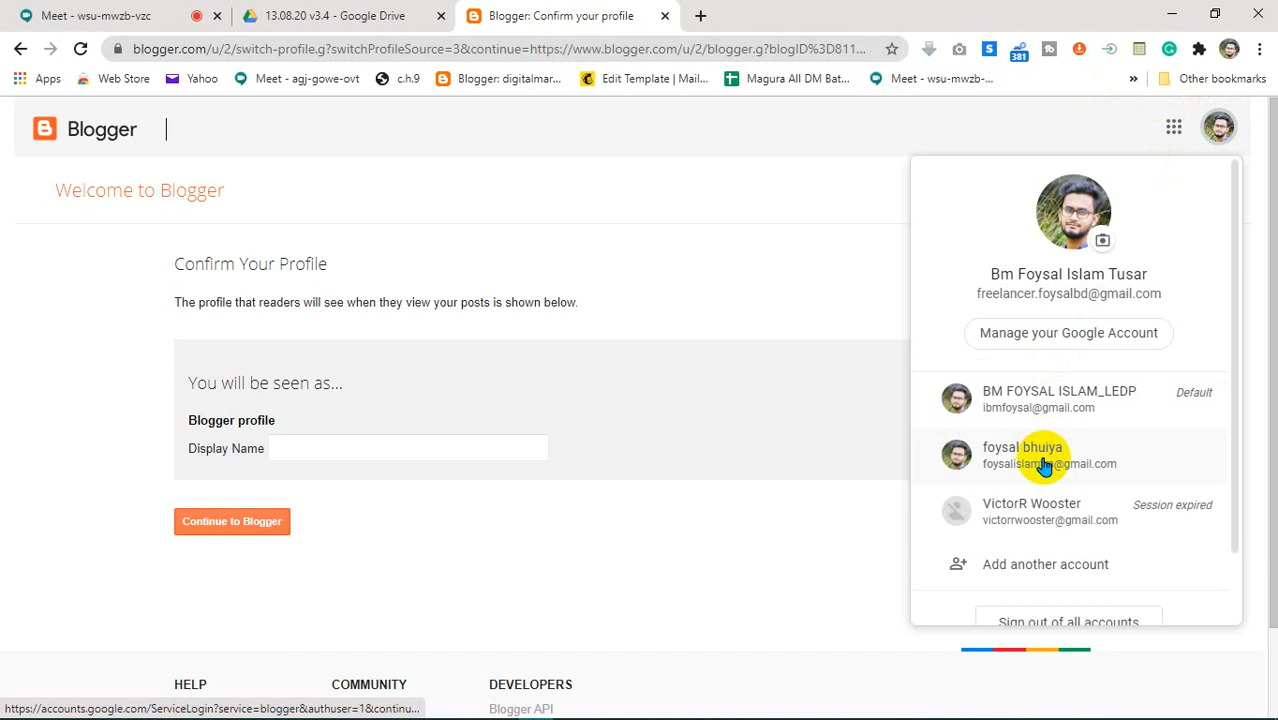 Meet - wsu-mwzb-vzc
13.08.20 v3.4 - Google Drive
Blogger: Confirm your profile
blogger.com/u/2/switch-profile.g?switchProfileSource=3&continue=https://www.blogger.com/u/2/blogger.g?blogID%3D811...
381
Apps
Web Store
Yahoo
Meet - agj-gowe-ovt
c.h.9
Blogger: digitalmar...
Edit Template | Mail...
Magura All DM Bat...
Meet - wsu-mwzb-...
»
Other bookmarks
Blogger
Welcome to Blogger
Confirm Your Profile
The profile that readers will see when they view your posts is shown below.
You will be seen as...
Blogger profile
Display Name
Continue to Blogger
Bm Foysal Islam Tusar
freelancer.foysalbd@gmail.com
Manage your Google Account
BM FOYSAL ISLAM_LEDP
Default
ibmfoysal@gmail.com
foysal bhuiya
@gmail.com
VictorR Wooster
Session expired
victorrwooster@gmail.com
Add another account
Sign out of all accounts
HELP
COMMUNITY
DEVELOPERS
Blogger API
https://accounts.google.com/ServiceLogin?service=blogger&authuser=1&continu...